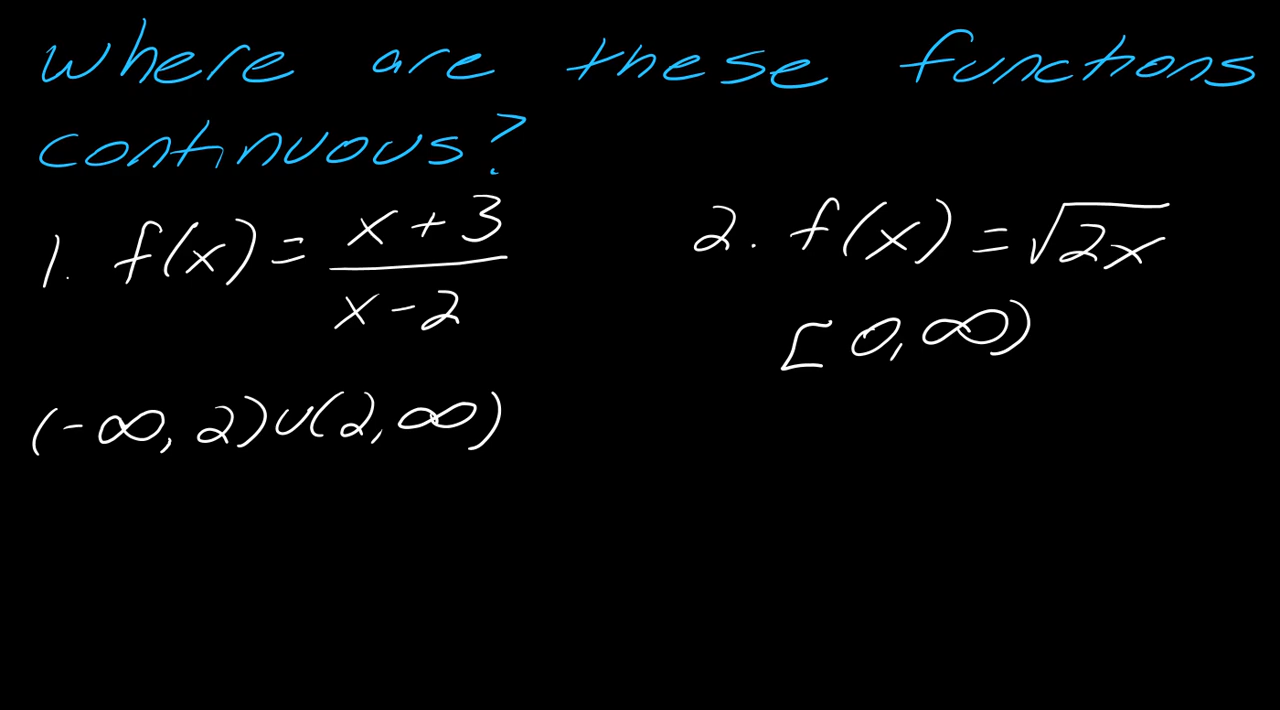 where are these functions
continuous?
1. f(x) = x+3 / x-2
2. f(x) = √2x
[0, ∞)
(-∞, 2) ∪ (2, ∞)